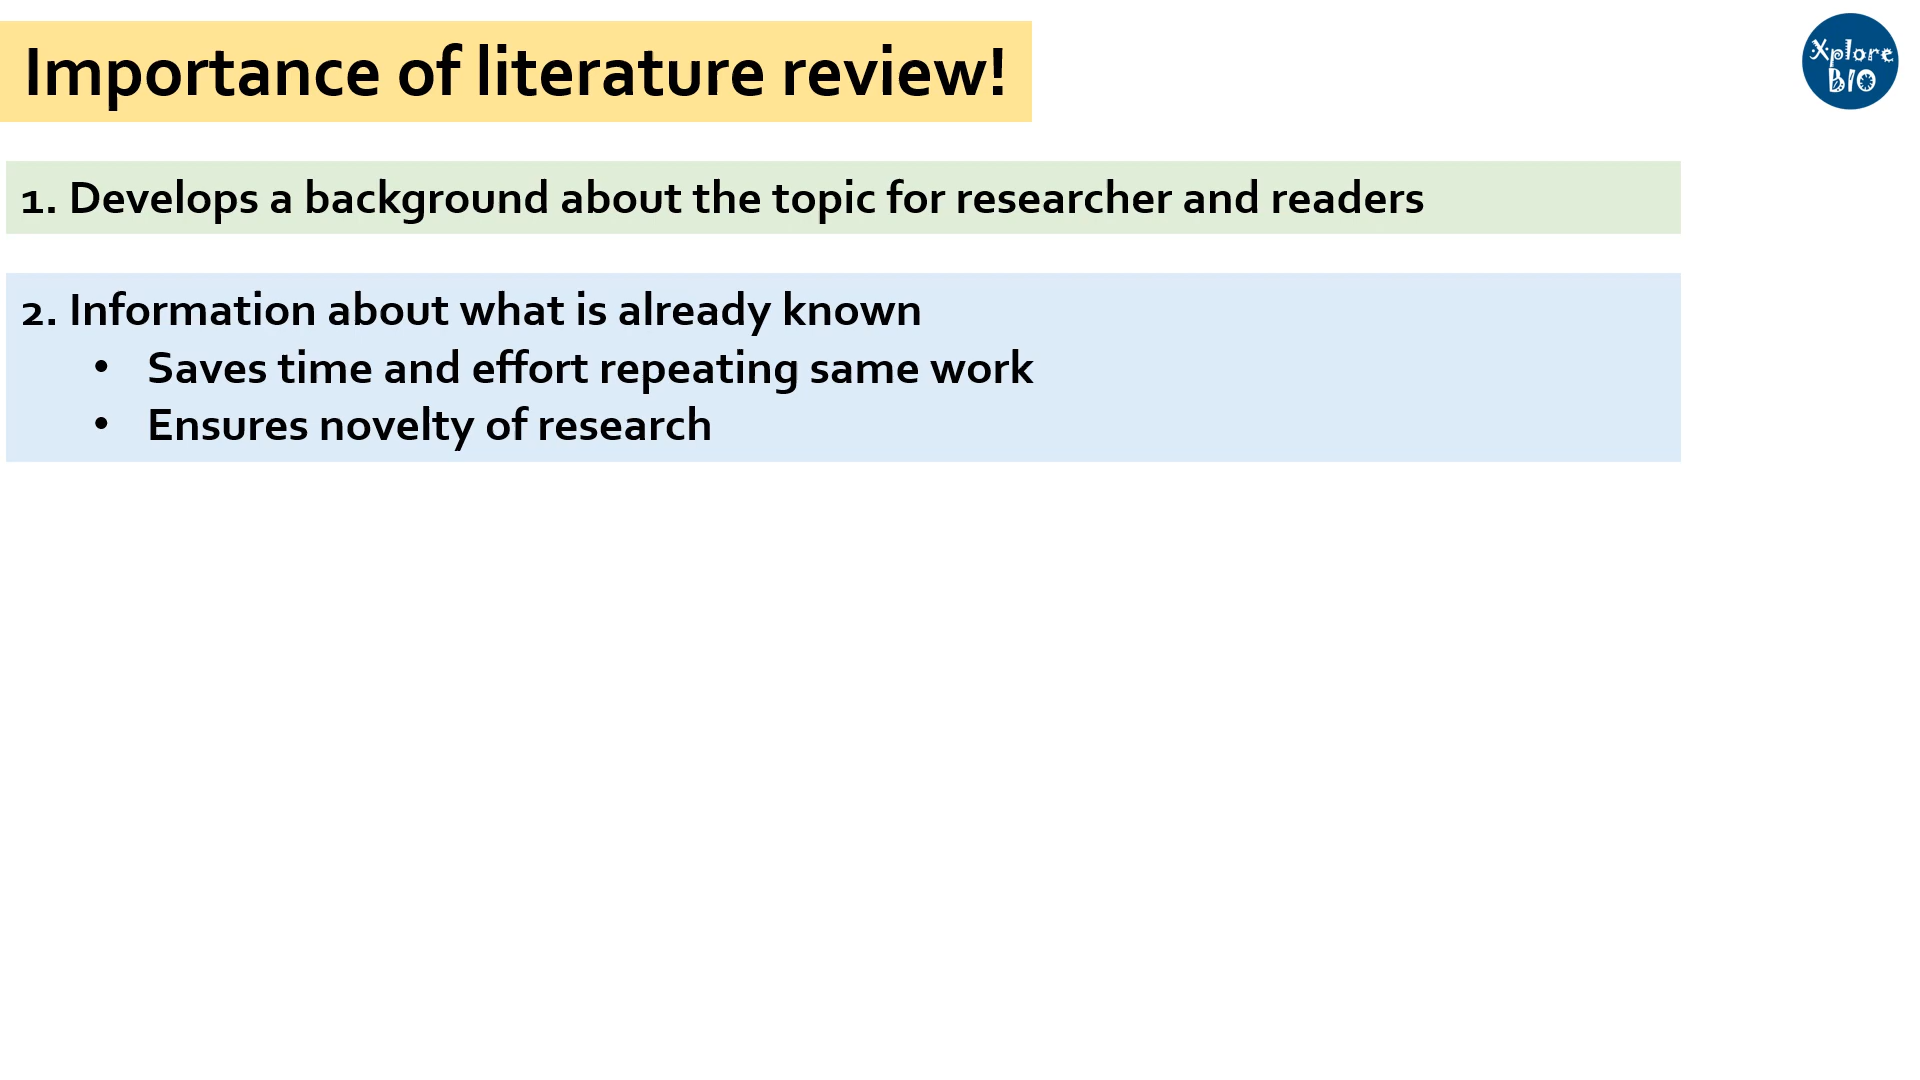 Importance of literature review!
Xplore
BIO
1. Develops a background about the topic for researcher and readers
2. Information about what is already known
• Saves time and effort repeating same work
• Ensures novelty of research